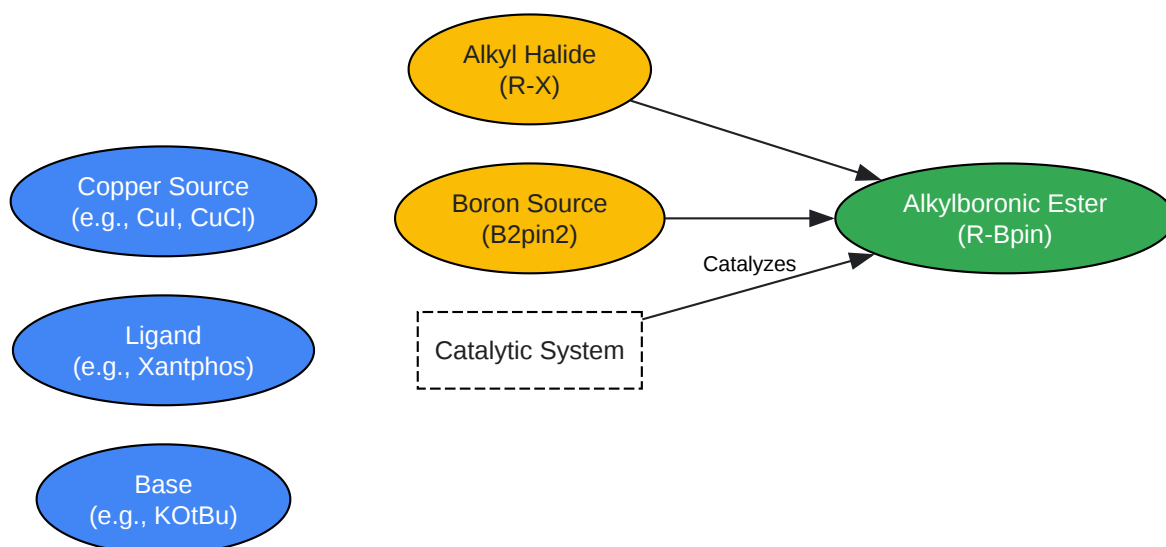 Alkyl Halide
(R-X)
Copper Source
(e.g., CuI, CuCl)
Boron Source
(B2pin2)
Alkylboronic Ester
(R-Bpin)
Catalyzes
Ligand
(e.g., Xantphos)
Catalytic System
Base
(e.g., KOtBu)